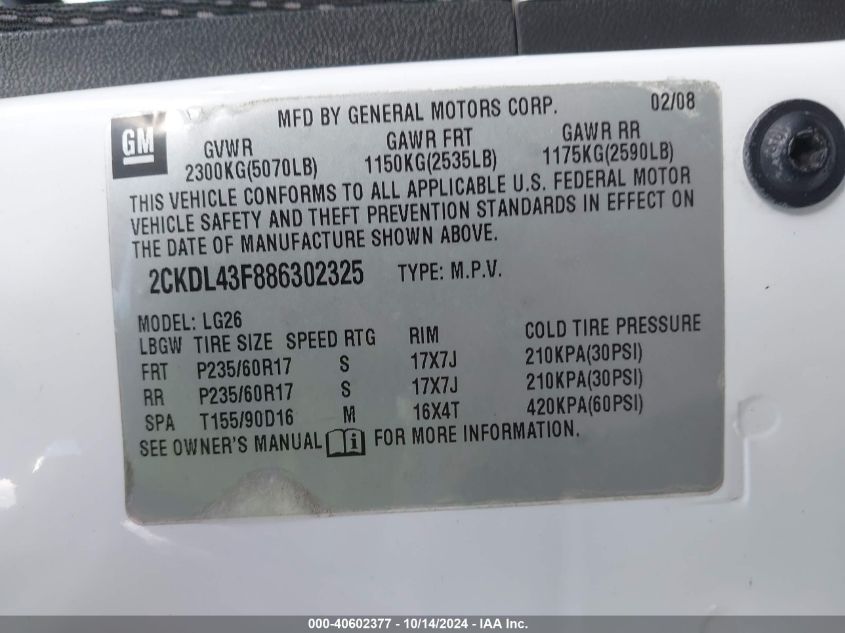 MFD BY GENERAL MOTORS CORP. 02/08
GM
GVWR GAWR FRT GAWR RR
2300KG(5070LB) 1150KG(2535LB) 1175KG(2590LB)
THIS VEHICLE CONFORMS TO ALL APPLICABLE U.S. FEDERAL MOTOR
VEHICLE SAFETY AND THEFT PREVENTION STANDARDS IN EFFECT ON
THE DATE OF MANUFACTURE SHOWN ABOVE.
2CKDL43F886302325 TYPE: M.P.V.
MODEL: LG26
LBGW TIRE SIZE SPEED RTG RIM COLD TIRE PRESSURE
FRT P235/60R17 S 17X7J 210KPA(30PSI)
RR P235/60R17 S 17X7J 210KPA(30PSI)
SPA T155/90D16 M 16X4T 420KPA(60PSI)
SEE OWNER'S MANUAL i FOR MORE INFORMATION.
000-40602377 - 10/14/2024 - IAA Inc.